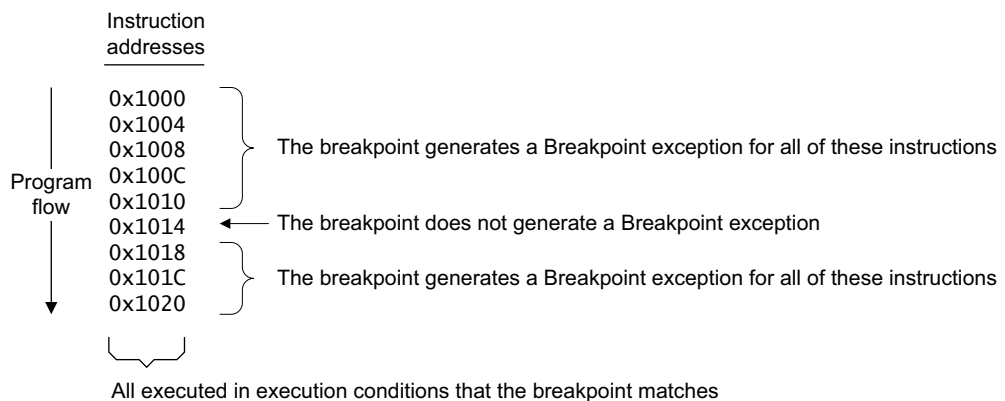 Instruction
addresses
0x1000
0x1004
0x1008
The breakpoint generates a Breakpoint exception for all of these instructions
0x100C
Program
flow
0x1010
0x1014
The breakpoint does not generate a Breakpoint exception
0x1018
0x101C
The breakpoint generates a Breakpoint exception for all of these instructions
0x1020
All executed in execution conditions that the breakpoint matches